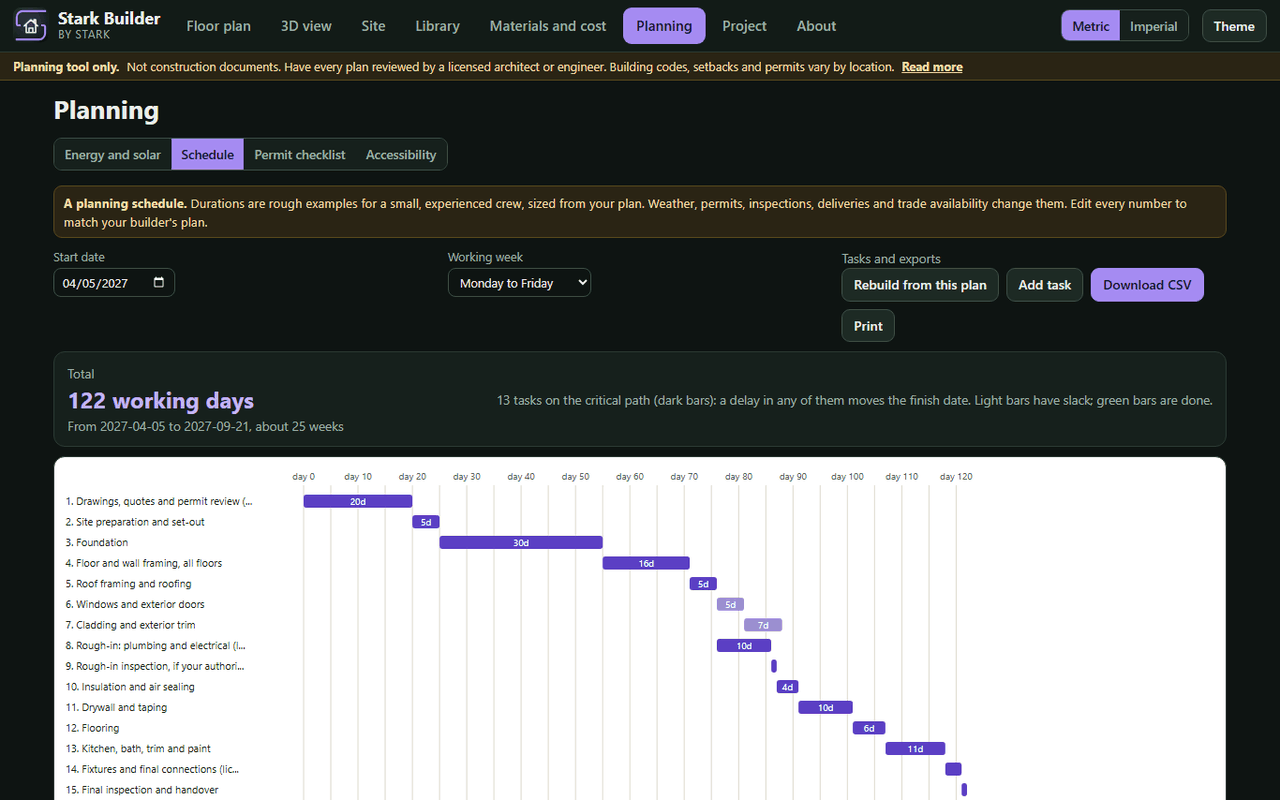 Stark Builder
BY STARK
Floor plan
3D view
Site
Library
Materials and cost
Planning
Project
About
Metric
Imperial
Theme
Planning tool only. Not construction documents. Have every plan reviewed by a licensed architect or engineer. Building codes, setbacks and permits vary by location. Read more
Planning
Energy and solar
Schedule
Permit checklist
Accessibility
A planning schedule. Durations are rough examples for a small, experienced crew, sized from your plan. Weather, permits, inspections, deliveries and trade availability change them. Edit every number to
match your builder's plan.
Start date
04/05/2027
Working week
Monday to Friday
Tasks and exports
Rebuild from this plan
Add task
Download CSV
Print
Total
122 working days
From 2027-04-05 to 2027-09-21, about 25 weeks
13 tasks on the critical path (dark bars): a delay in any of them moves the finish date. Light bars have slack; green bars are done.
day 0 day 10 day 20 day 30 day 40 day 50 day 60 day 70 day 80 day 90 day 100 day 110 day 120
1. Drawings, quotes and permit review (... 20d
2. Site preparation and set-out 5d
3. Foundation 30d
4. Floor and wall framing, all floors 16d
5. Roof framing and roofing 5d
6. Windows and exterior doors 5d
7. Cladding and exterior trim 7d
8. Rough-in: plumbing and electrical (l... 10d
9. Rough-in inspection, if your authori...
10. Insulation and air sealing 4d
11. Drywall and taping 10d
12. Flooring 6d
13. Kitchen, bath, trim and paint 11d
14. Fixtures and final connections (lic...
15. Final inspection and handover